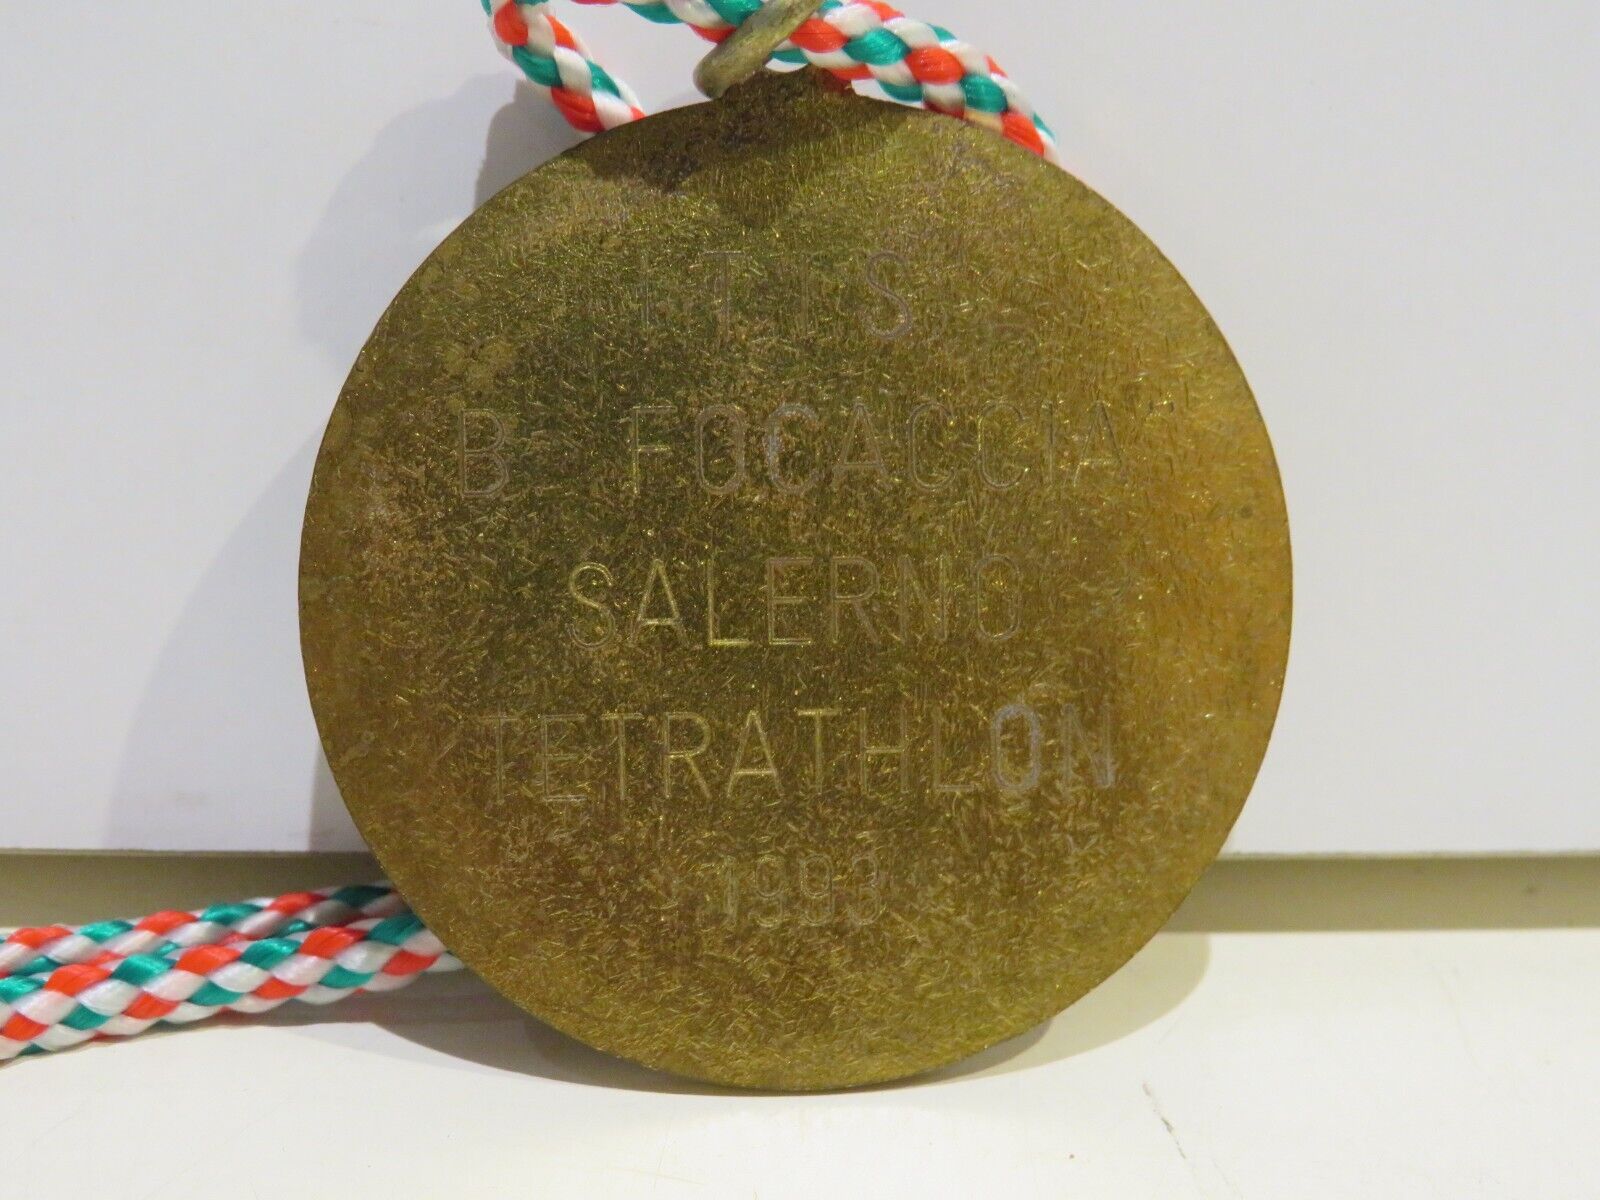 ITIS "
B FOCACCIA"
SALERNO
TETRATHLON
1993